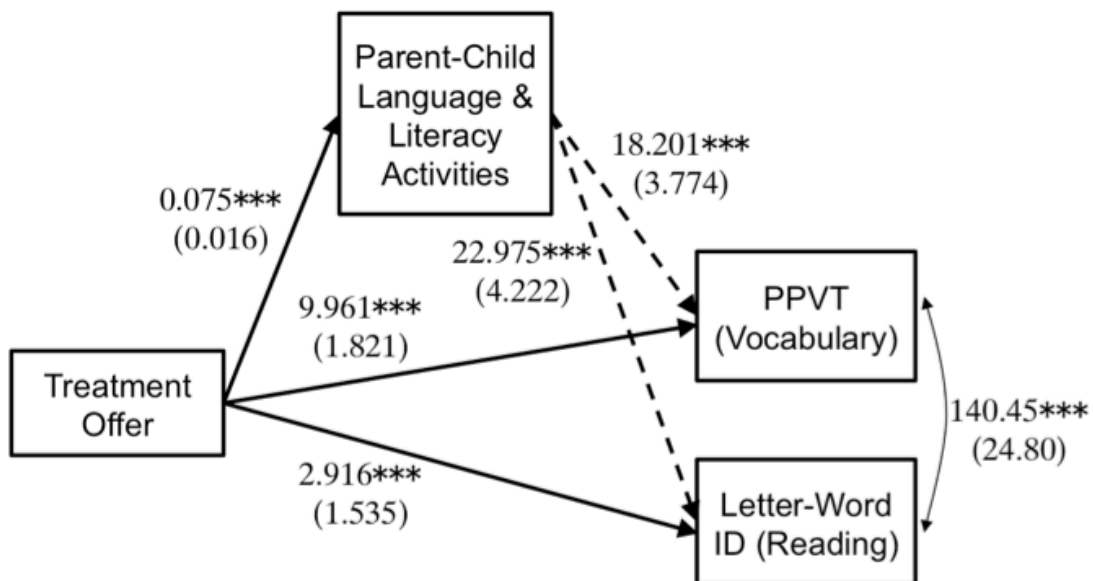 Parent-Child
Language &
Literacy
Activities
18.201***
(3.774)
0.075***
(0.016)
22.975***
(4.222)
PPVT
(Vocabulary)
9.961***
(1.821)
Treatment
Offer
140.45***
(24.80)
2.916***
(1.535)
Letter-Word
ID (Reading)